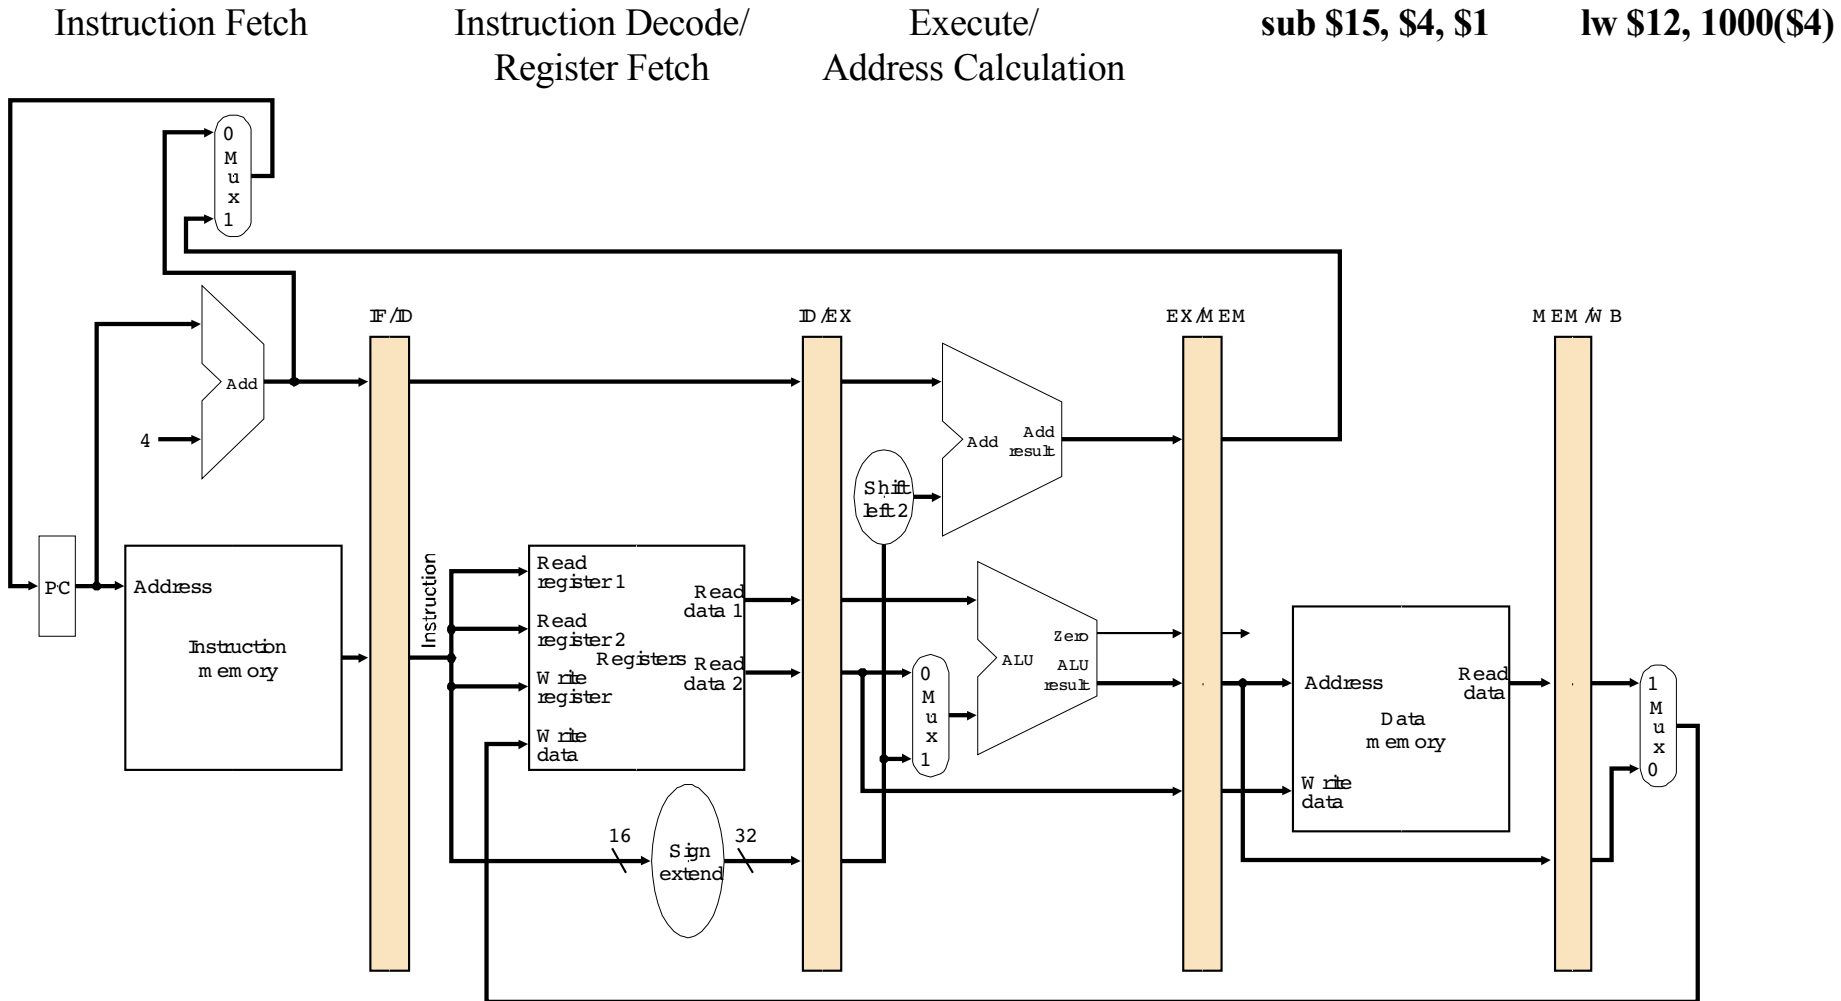 Instruction Fetch
Instruction Decode/
Register Fetch
Execute/
Address Calculation
sub $15, $4, $1
lw $12, 1000($4)
0
M
u
x
1
IF/ID
ID/EX
EX/MEM
MEM/WB
Add
4
Add
Add
result
Shift
left 2
PC
Address
Instruction
memory
Instruction
Read
register 1
Read
register 2
Registers
Write
register
Write
data
Read
data 1
Read
data 2
0
M
u
x
1
Zero
ALU
ALU
result
Address
Read
data
Data
memory
Write
data
1
M
u
x
0
16
Sign
extend
32